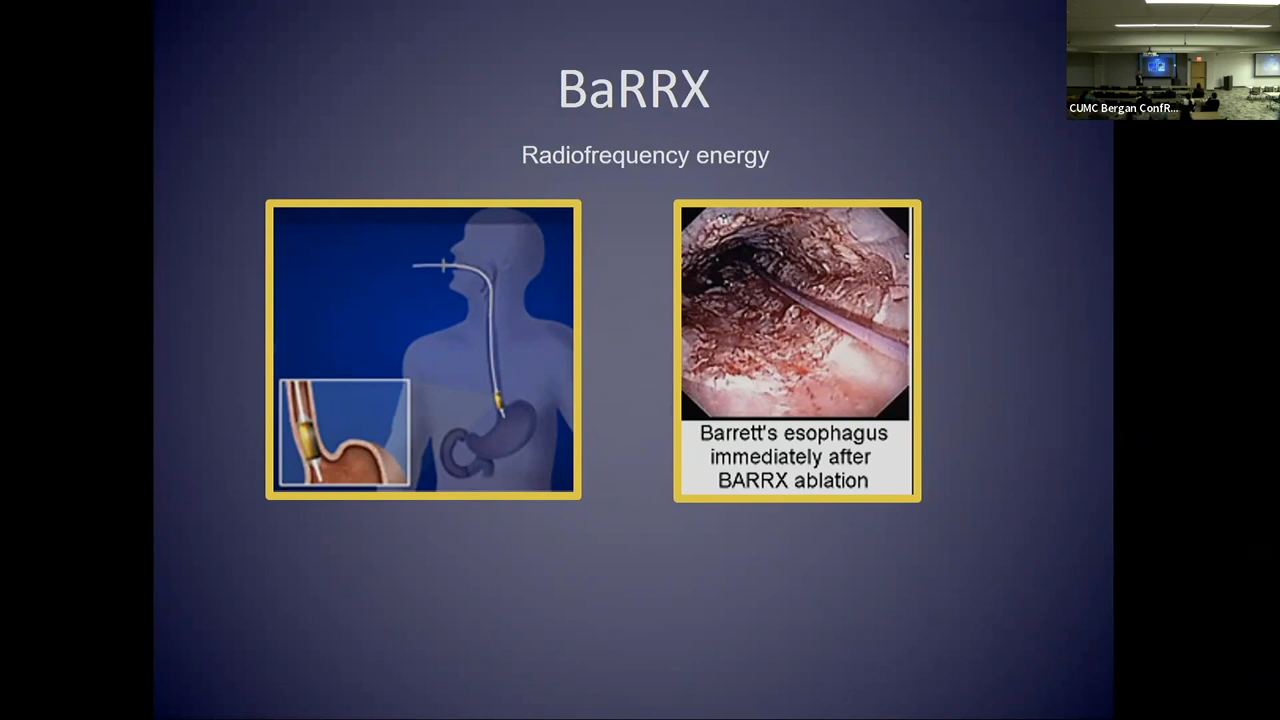 BaRRX
Radiofrequency energy
Barrett's esophagus
immediately after
BARRX ablation
CUMC Bergan ConfR...